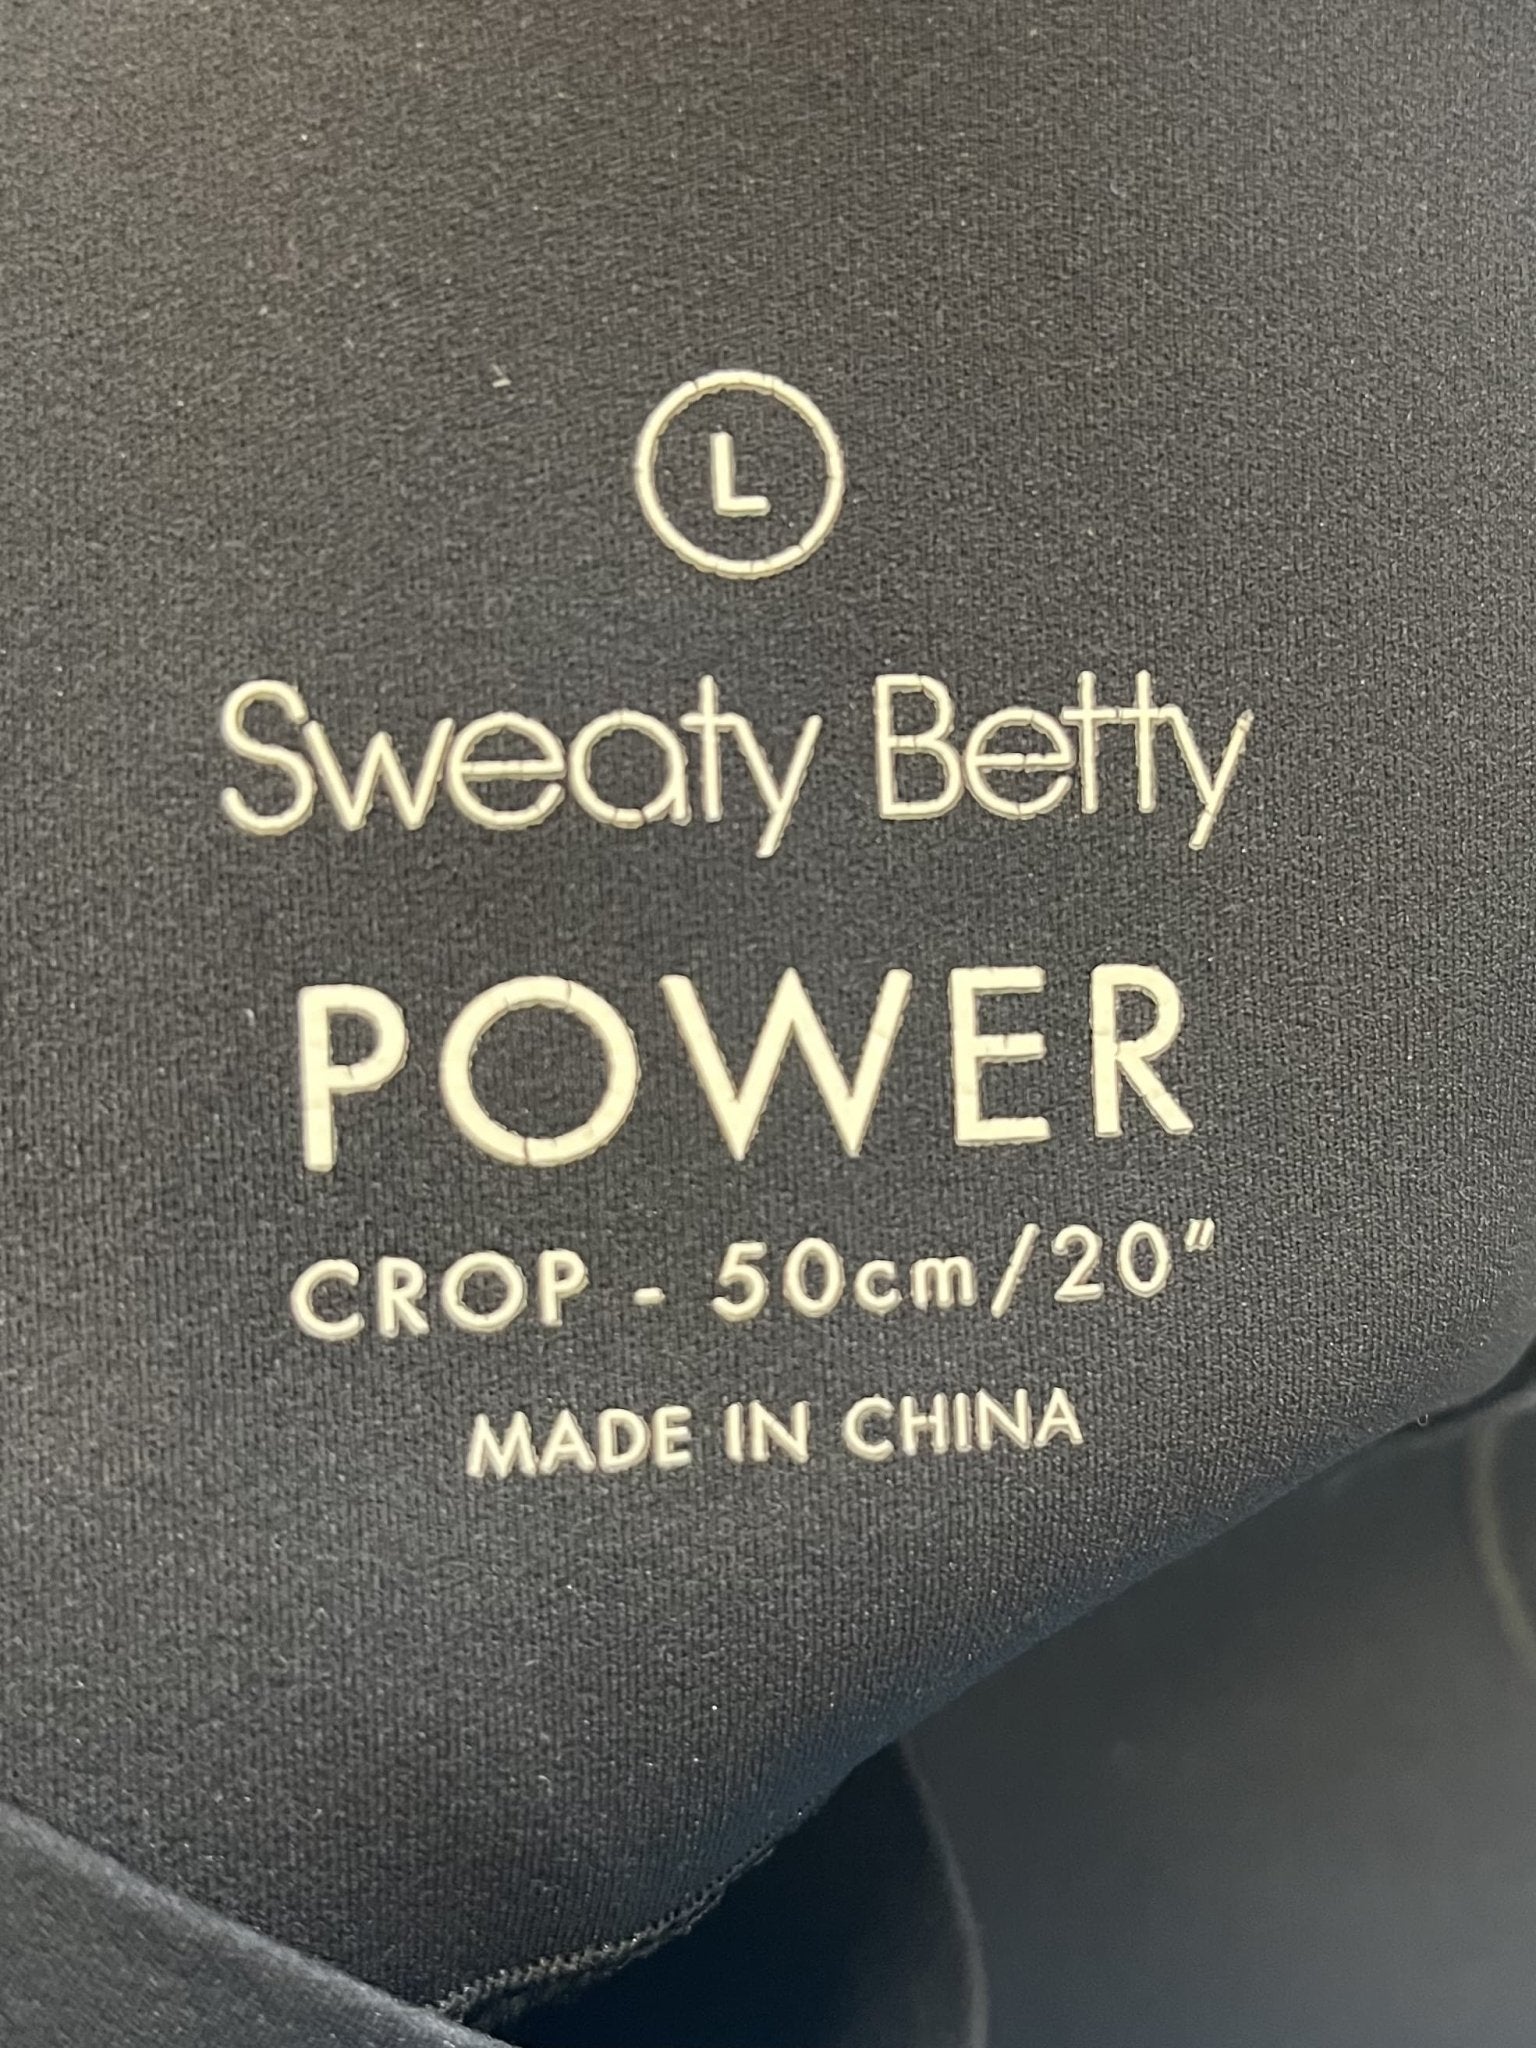 L
Sweaty Betty
POWER
CROP - 50cm/20"
MADE IN CHINA